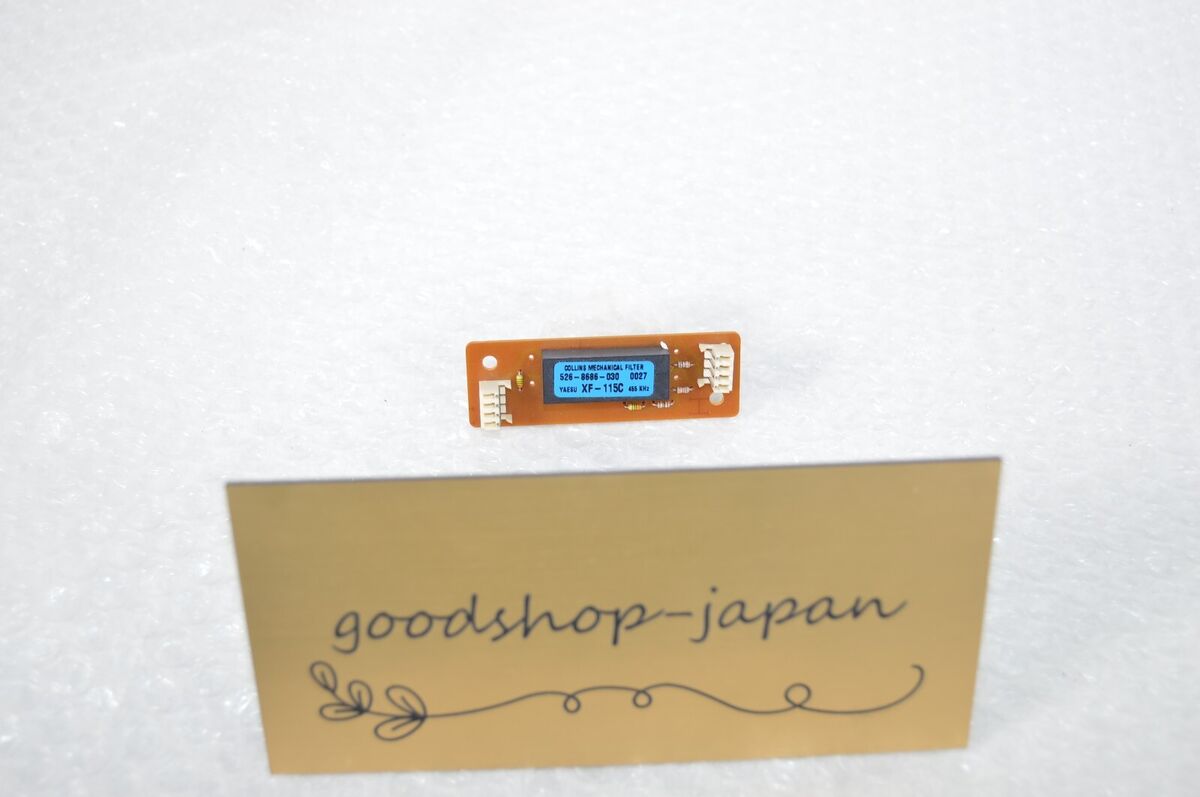 COLLINS MECHANICAL FILTER
526-8686-030 0027
YAESU XF-115C 455 KHz
goodshop-japan